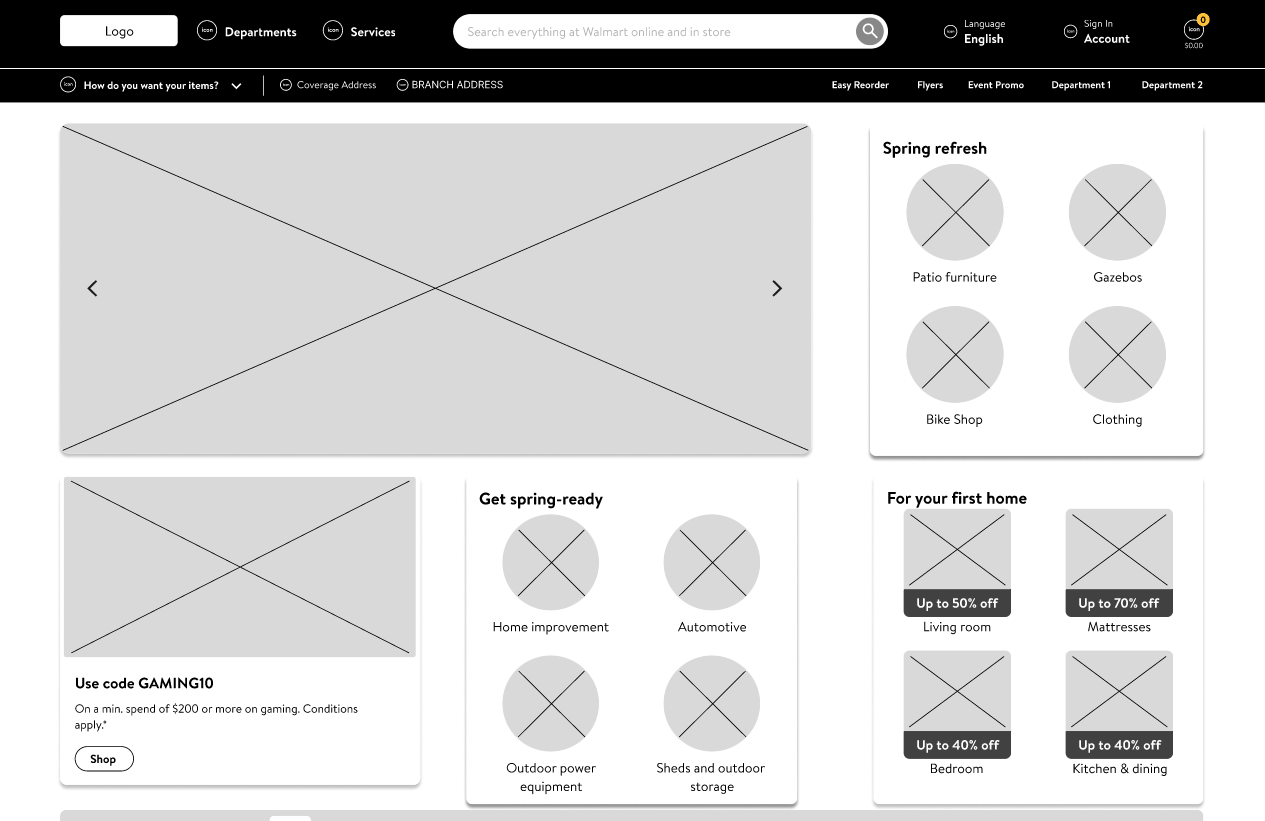 Logo
icon
Departments
icon
Services
Search everything at Walmart online and in store
icon
Language
English
icon
Sign In
Account
0
icon
$0.00
icon
How do you want your items?
icon
Coverage Address
icon
BRANCH ADDRESS
Easy Reorder
Flyers
Event Promo
Department 1
Department 2
Spring refresh
Patio furniture
Gazebos
Bike Shop
Clothing
Use code GAMING10
On a min. spend of $200 or more on gaming. Conditions
apply.*
Shop
Get spring-ready
Home improvement
Automotive
Outdoor power
equipment
Sheds and outdoor
storage
For your first home
Up to 50% off
Living room
Up to 70% off
Mattresses
Up to 40% off
Bedroom
Up to 40% off
Kitchen & dining